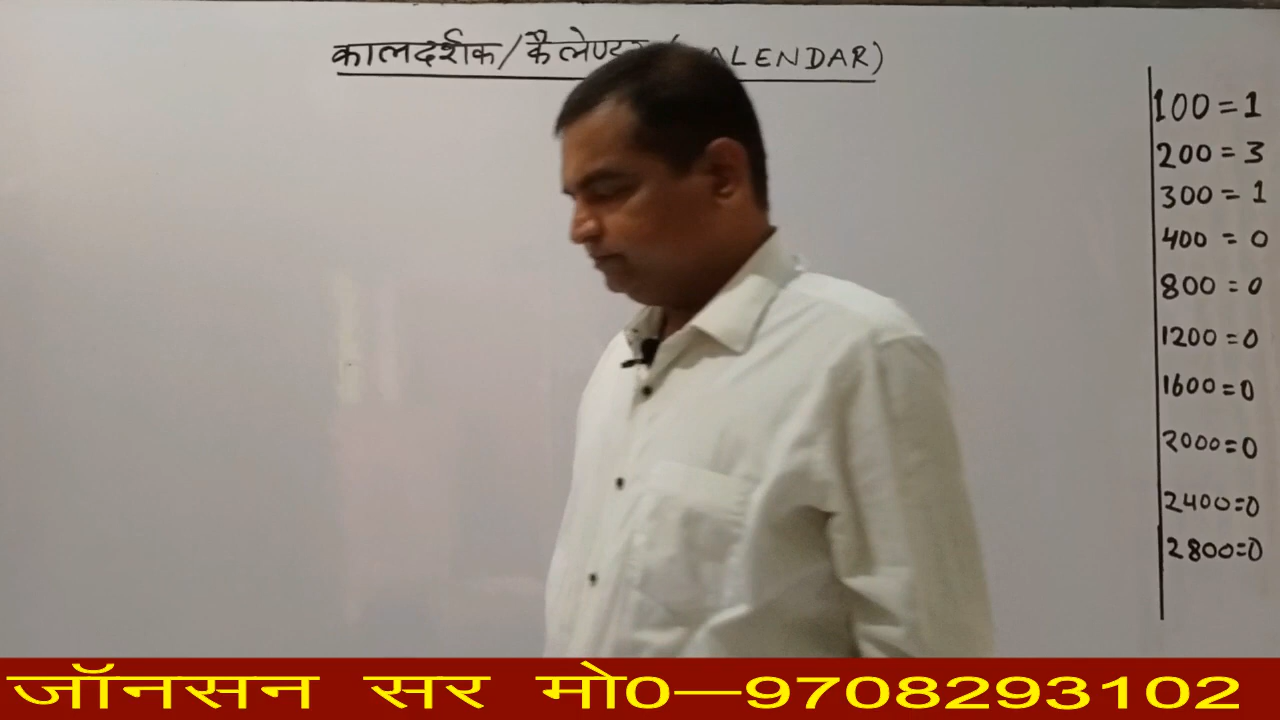 कालदर्शक/कैलेण्डर (CALENDAR)
100 = 1
200 = 3
300 = 1
400 = 0
800 = 0
1200 = 0
1600 = 0
2000 = 0
2400 = 0
2800 = 0
जॉनसन सर मो0—9708293102